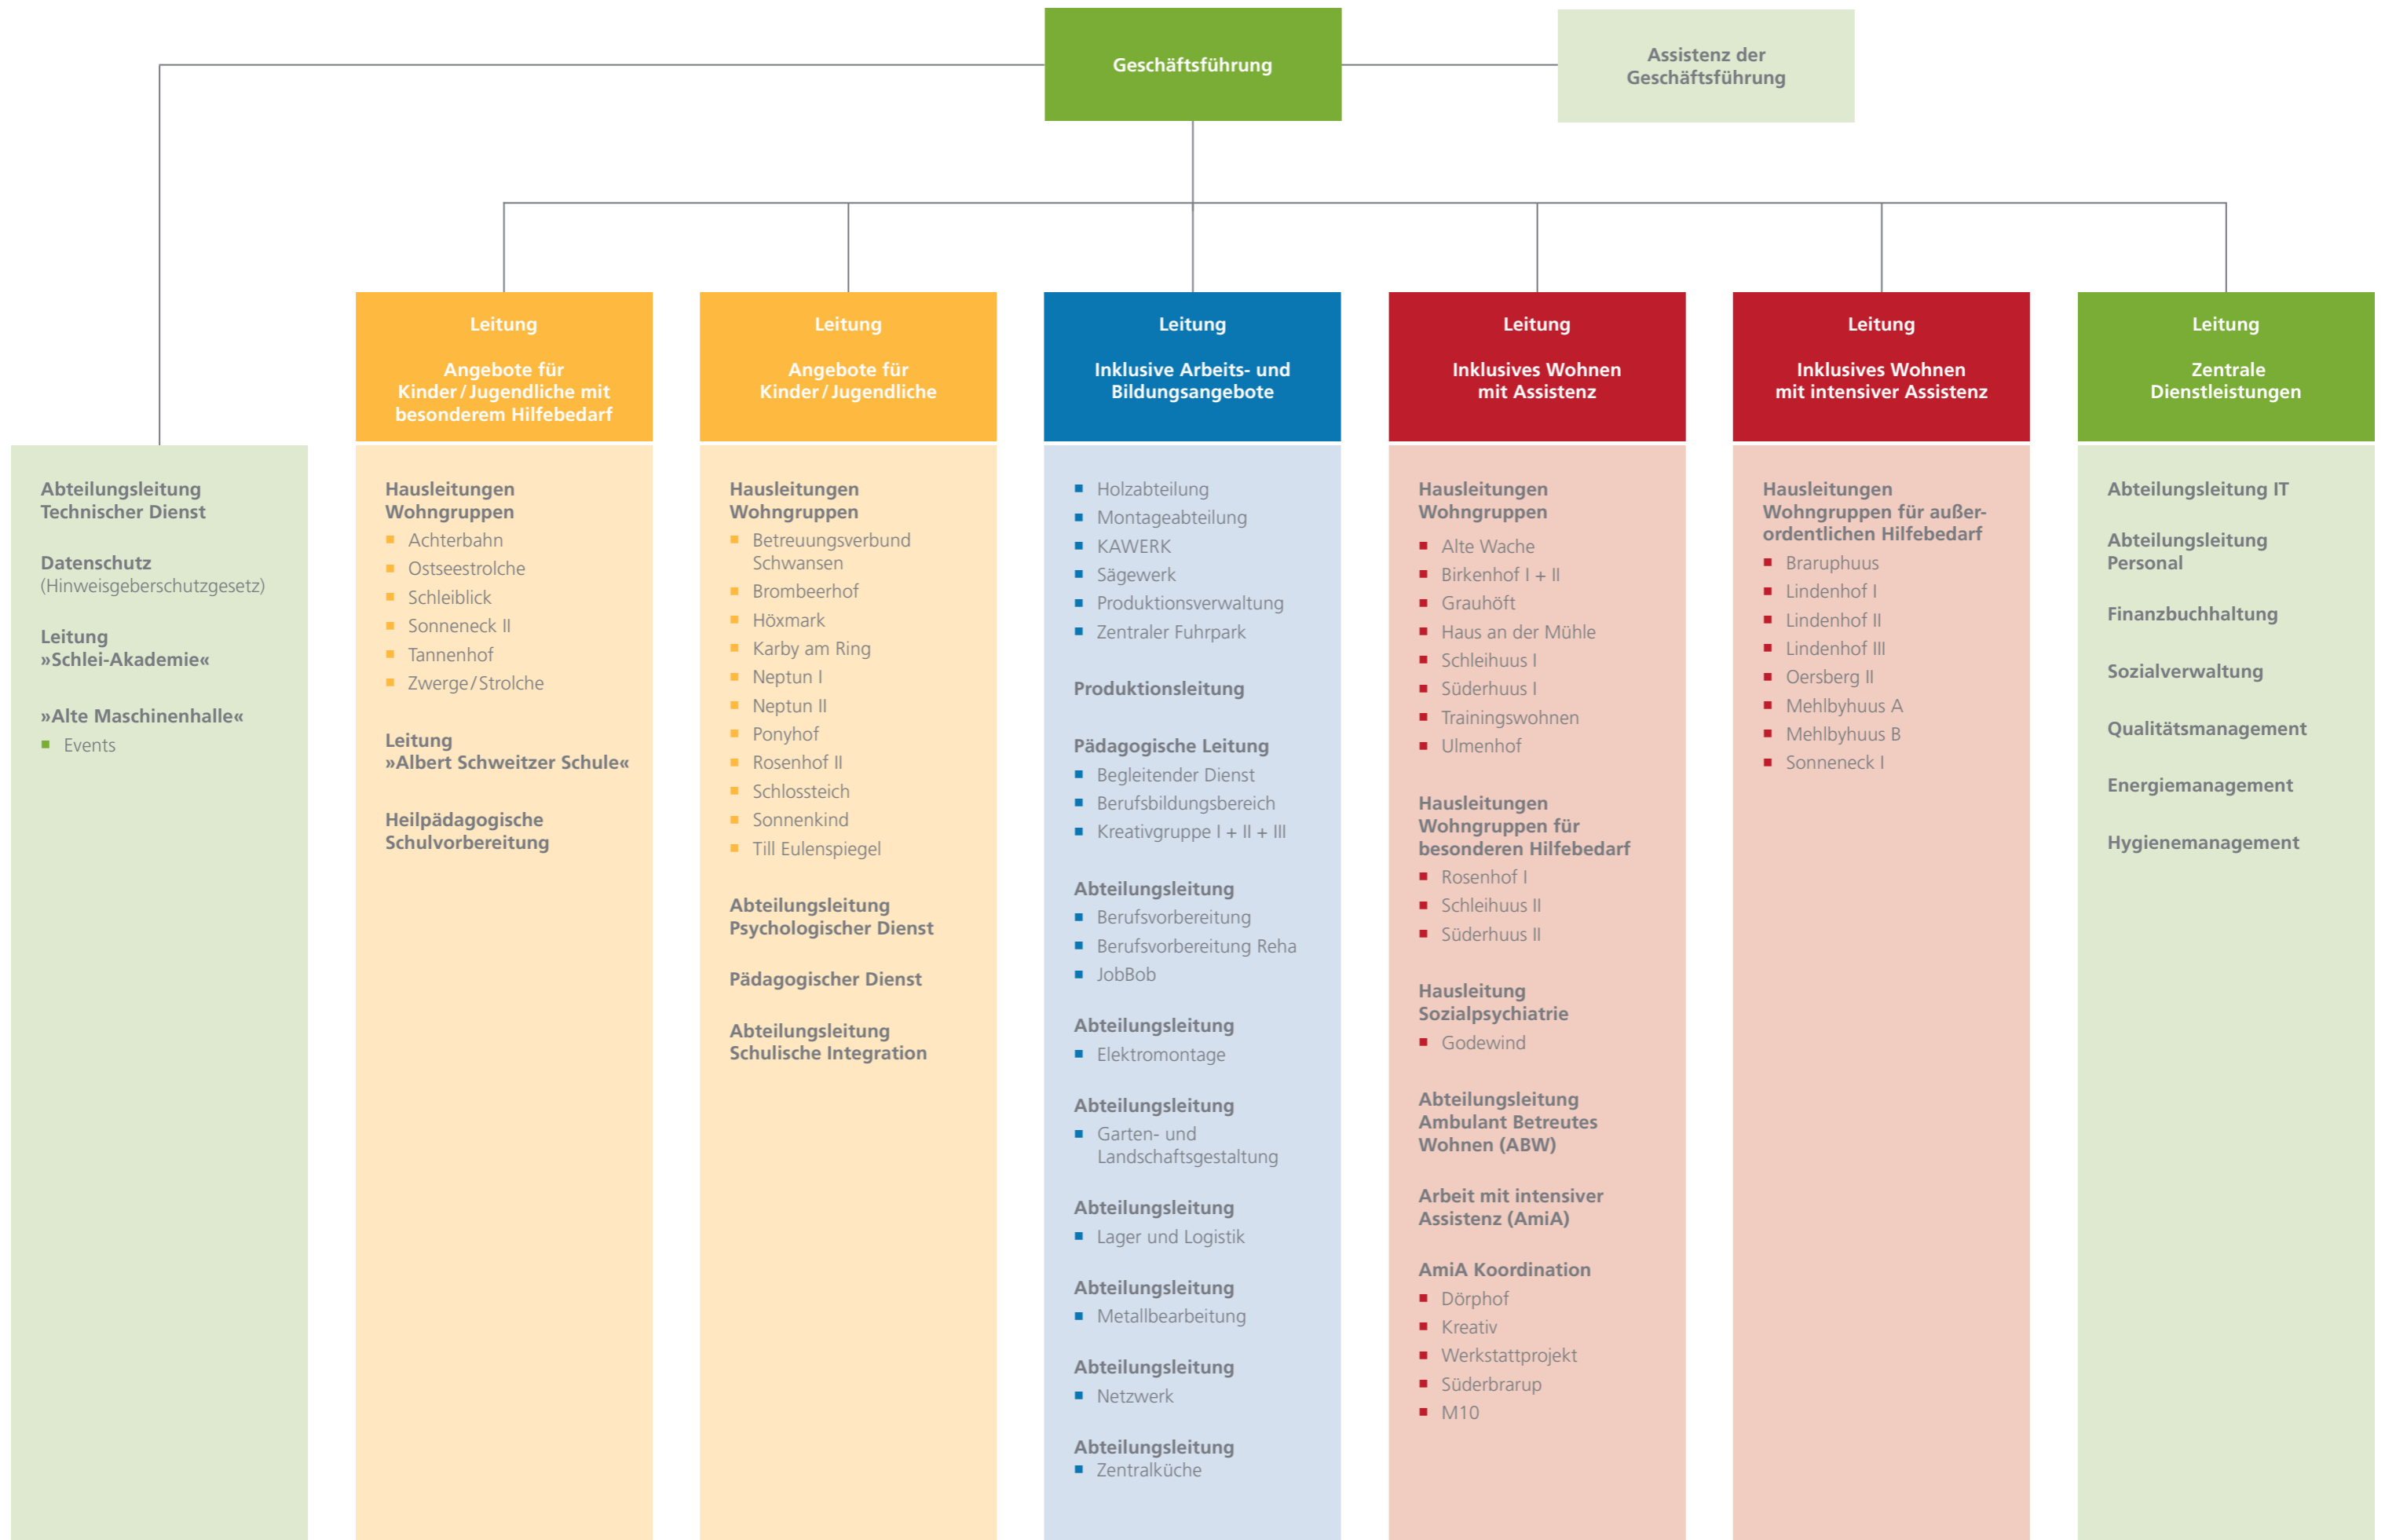 Geschäftsführung
Assistenz der
Geschäftsführung
Abteilungsleitung
Technischer Dienst
Datenschutz
(Hinweisgeberschutzgesetz)
Leitung
»Schlei-Akademie«
»Alte Maschinenhalle«
Events
Leitung
Angebote für
Kinder / Jugendliche mit
besonderem Hilfebedarf
Hausleitungen
Wohngruppen
Achterbahn
Ostseestrolche
Schleiblick
Sonneneck II
Tannenhof
Zwerge / Strolche
Leitung
»Albert Schweitzer Schule«
Heilpädagogische
Schulvorbereitung
Leitung
Angebote für
Kinder / Jugendliche
Hausleitungen
Wohngruppen
Betreuungsverbund
Schwansen
Brombeerhof
Höxmark
Karby am Ring
Neptun I
Neptun II
Ponyhof
Rosenhof II
Schlossteich
Sonnenkind
Till Eulenspiegel
Abteilungsleitung
Psychologischer Dienst
Pädagogischer Dienst
Abteilungsleitung
Schulische Integration
Leitung
Inklusive Arbeits- und
Bildungsangebote
Holzabteilung
Montageabteilung
KAWERK
Sägewerk
Produktionsverwaltung
Zentraler Fuhrpark
Produktionsleitung
Pädagogische Leitung
Begleitender Dienst
Berufsbildungsbereich
Kreativgruppe I + II + III
Abteilungsleitung
Berufsvorbereitung
Berufsvorbereitung Reha
JobBob
Abteilungsleitung
Elektromontage
Abteilungsleitung
Garten- und
Landschaftsgestaltung
Abteilungsleitung
Lager und Logistik
Abteilungsleitung
Metallbearbeitung
Abteilungsleitung
Netzwerk
Abteilungsleitung
Zentralküche
Leitung
Inklusives Wohnen
mit Assistenz
Hausleitungen
Wohngruppen
Alte Wache
Birkenhof I + II
Grauhöft
Haus an der Mühle
Schleihuus I
Süderhuus I
Trainingswohnen
Ulmenhof
Hausleitungen
Wohngruppen für
besonderen Hilfebedarf
Rosenhof I
Schleihuus II
Süderhuus II
Hausleitung
Sozialpsychiatrie
Godewind
Abteilungsleitung
Ambulant Betreutes
Wohnen (ABW)
Arbeit mit intensiver
Assistenz (AmiA)
AmiA Koordination
Dörphof
Kreativ
Werkstattprojekt
Süderbrarup
M10
Leitung
Inklusives Wohnen
mit intensiver Assistenz
Hausleitungen
Wohngruppen für außer-
ordentlichen Hilfebedarf
Braruphuus
Lindenhof I
Lindenhof II
Lindenhof III
Oersberg II
Mehlbyhuus A
Mehlbyhuus B
Sonneneck I
Leitung
Zentrale
Dienstleistungen
Abteilungsleitung IT
Abteilungsleitung
Personal
Finanzbuchhaltung
Sozialverwaltung
Qualitätsmanagement
Energiemanagement
Hygienemanagement